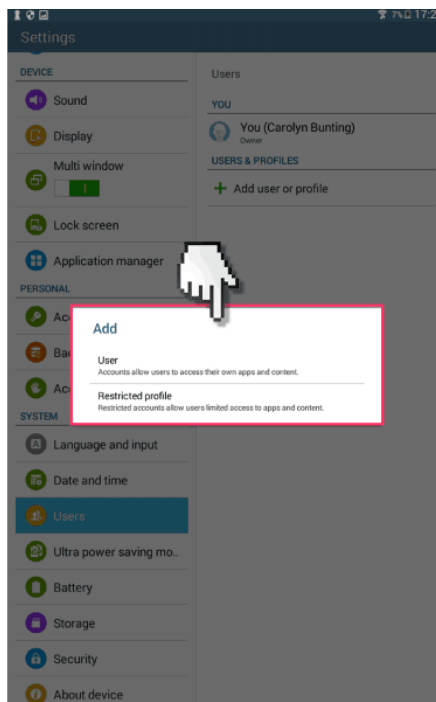 7% 17:2
Settings
DEVICE
Sound
Display
Multi window
Lock screen
Application manager
PERSONAL
Ac
Ba
Ac
SYSTEM
Language and input
Date and time
Users
Ultra power saving mo..
Battery
Storage
Security
About device
Users
YOU
You (Carolyn Bunting)
Owner
USERS & PROFILES
+ Add user or profile
Add
User
Accounts allow users to access their own apps and content.
Restricted profile
Restricted accounts allow users limited access to apps and content.